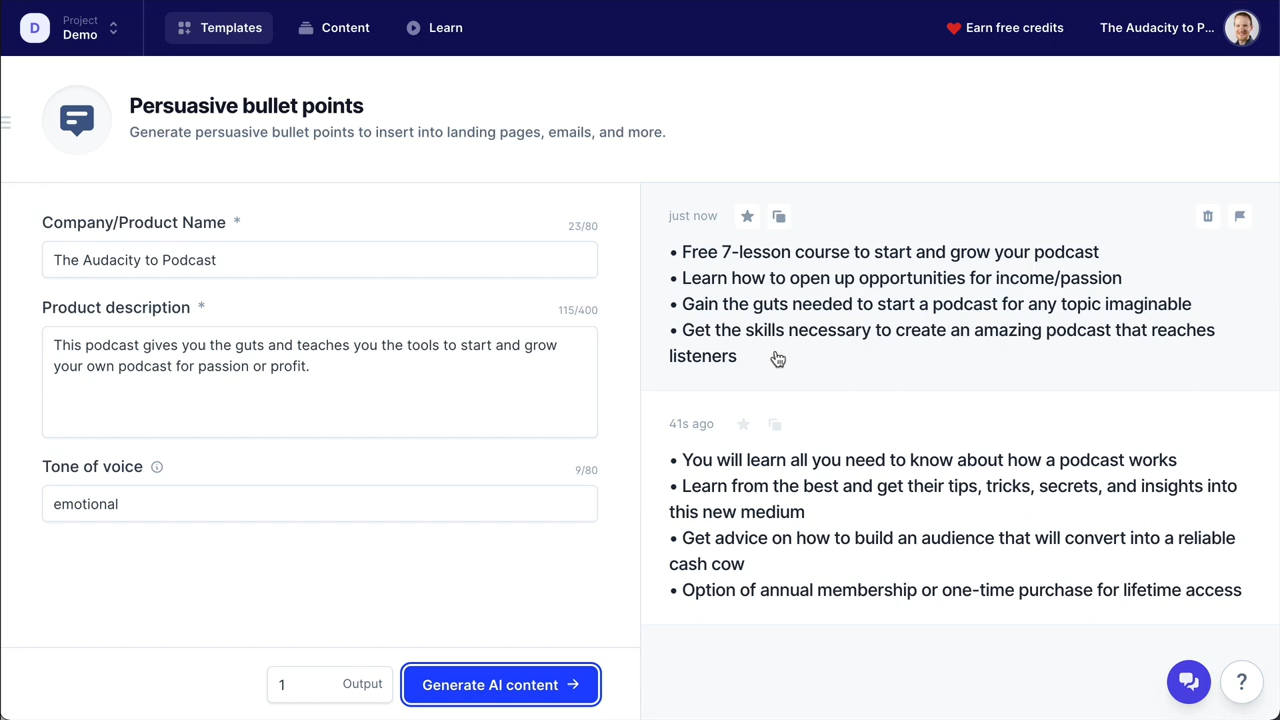 D
Project
Demo
Templates
Content
Learn
Earn free credits
The Audacity to P...
Persuasive bullet points
Generate persuasive bullet points to insert into landing pages, emails, and more.
Company/Product Name *
23/80
The Audacity to Podcast
Product description *
115/400
This podcast gives you the guts and teaches you the tools to start and grow
your own podcast for passion or profit.
Tone of voice
9/80
emotional
1 Output
Generate AI content →
just now
• Free 7-lesson course to start and grow your podcast
• Learn how to open up opportunities for income/passion
• Gain the guts needed to start a podcast for any topic imaginable
• Get the skills necessary to create an amazing podcast that reaches
listeners
41s ago
• You will learn all you need to know about how a podcast works
• Learn from the best and get their tips, tricks, secrets, and insights into
this new medium
• Get advice on how to build an audience that will convert into a reliable
cash cow
• Option of annual membership or one-time purchase for lifetime access
?